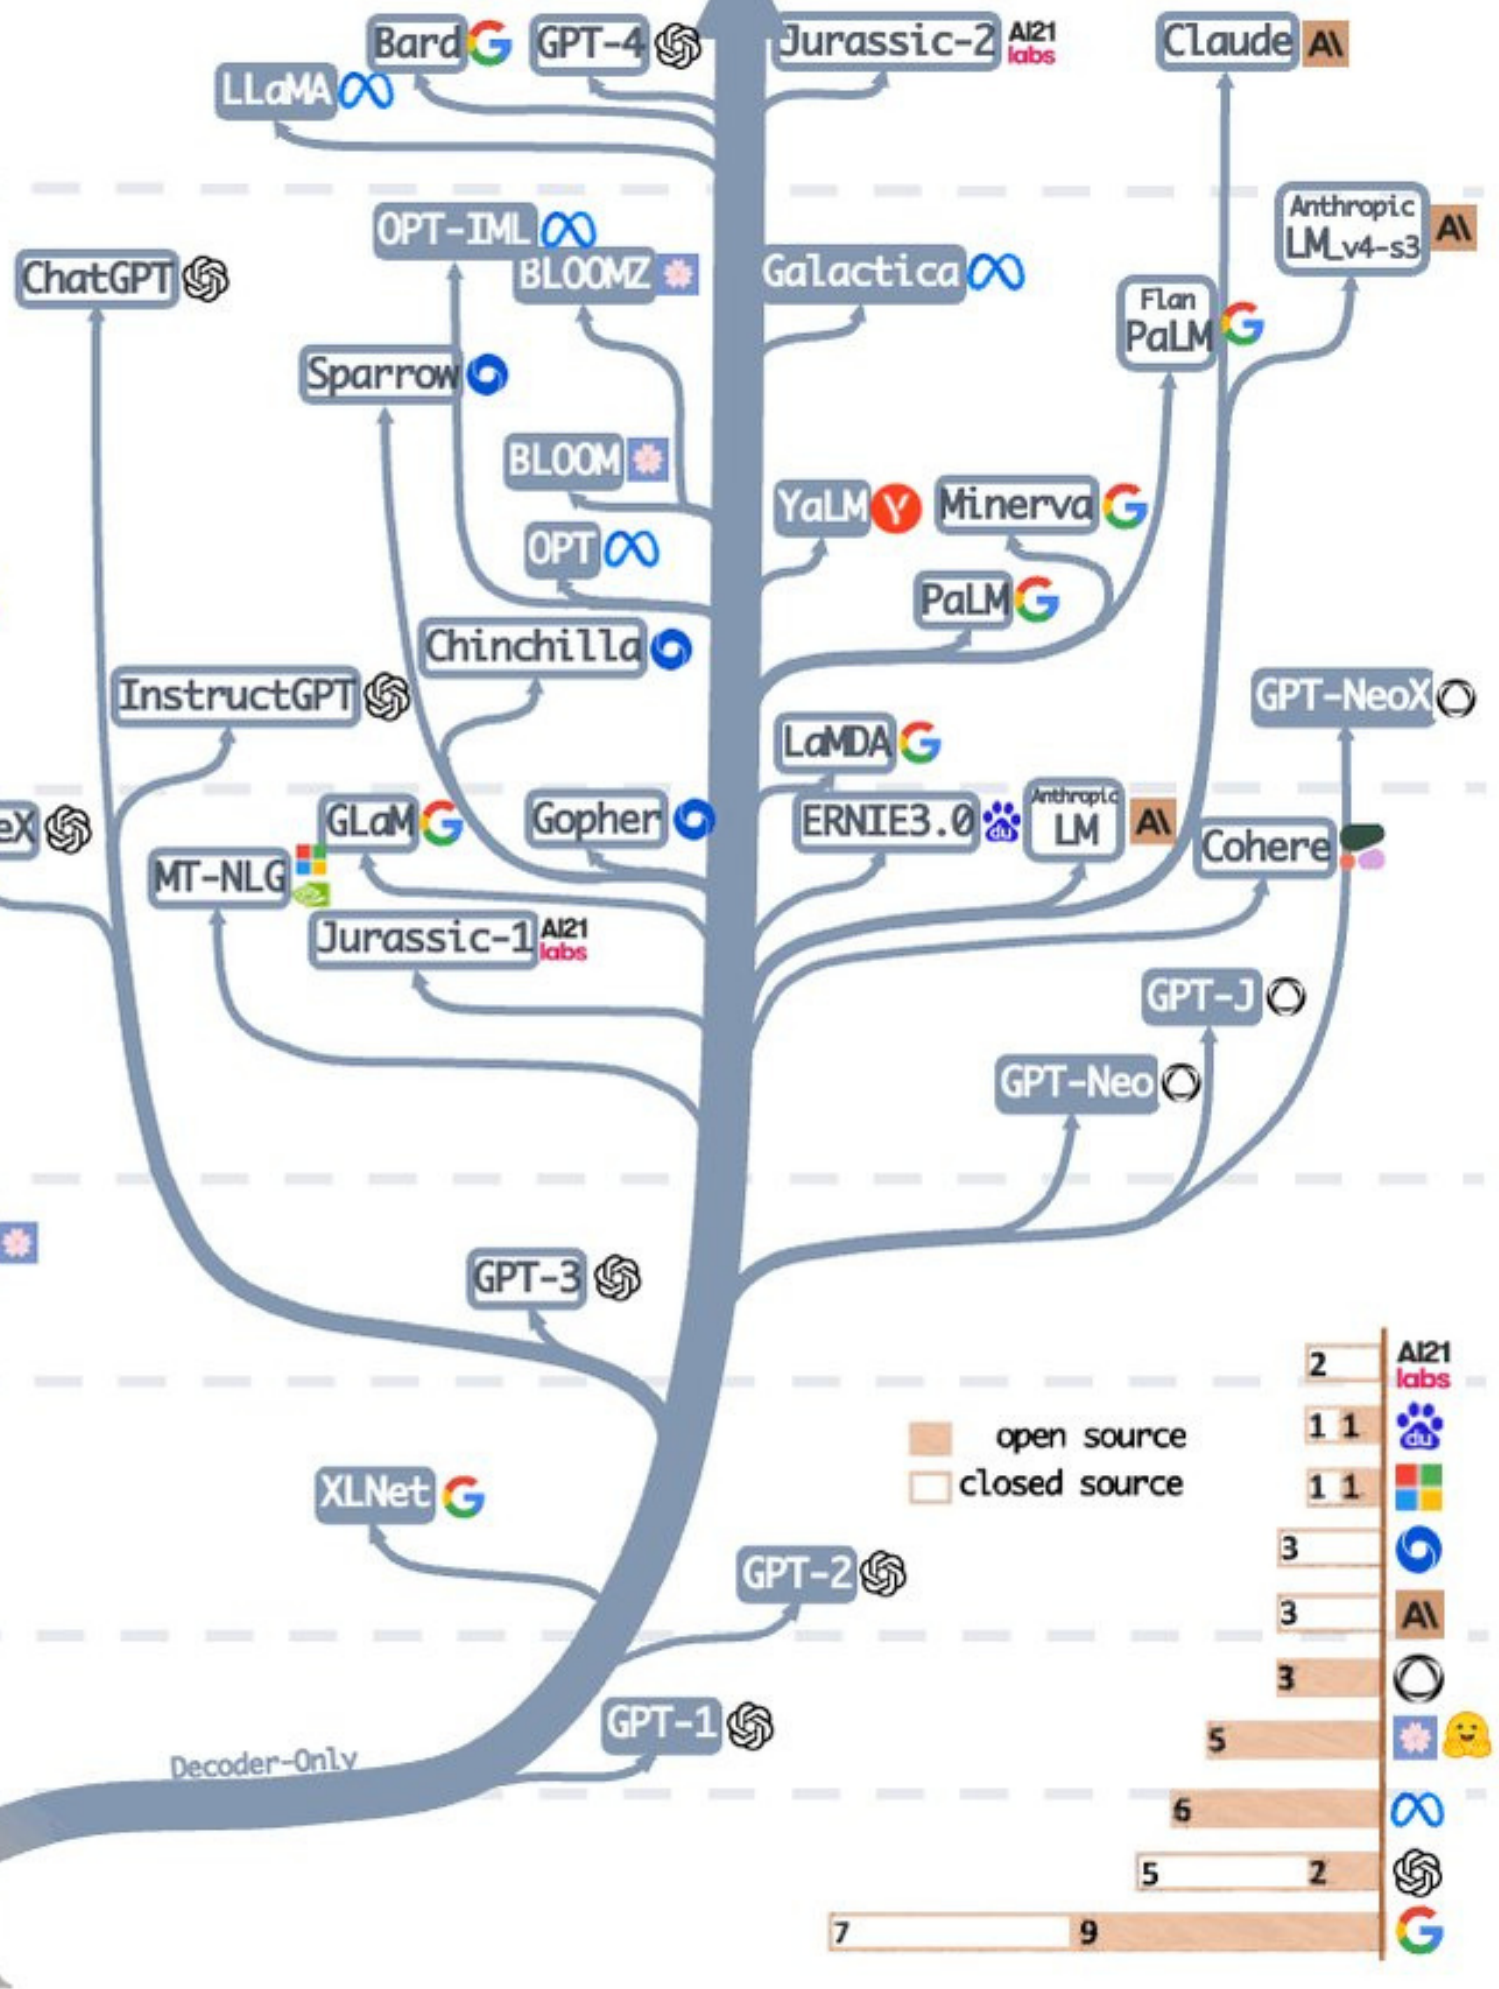 Bard
GPT-4
Jurassic-2
AI21
labs
Claude
A\
LLaMA
OPT-IML
Anthropic
LM_v4-s3
A\
ChatGPT
BLOOMZ
Galactica
Flan
PaLM
Sparrow
BLOOM
YaLM
Y
Minerva
OPT
PaLM
Chinchilla
InstructGPT
GPT-NeoX
LaMDA
eX
GLaM
Gopher
ERNIE3.0
du
Anthropic
LM
A\
Cohere
MT-NLG
Jurassic-1
AI21
labs
GPT-J
GPT-Neo
GPT-3
2
AI21
labs
open source
closed source
1 1
du
XLNet
1 1
GPT-2
3
3
A\
3
GPT-1
5
Decoder-Only
6
5 2
7 9